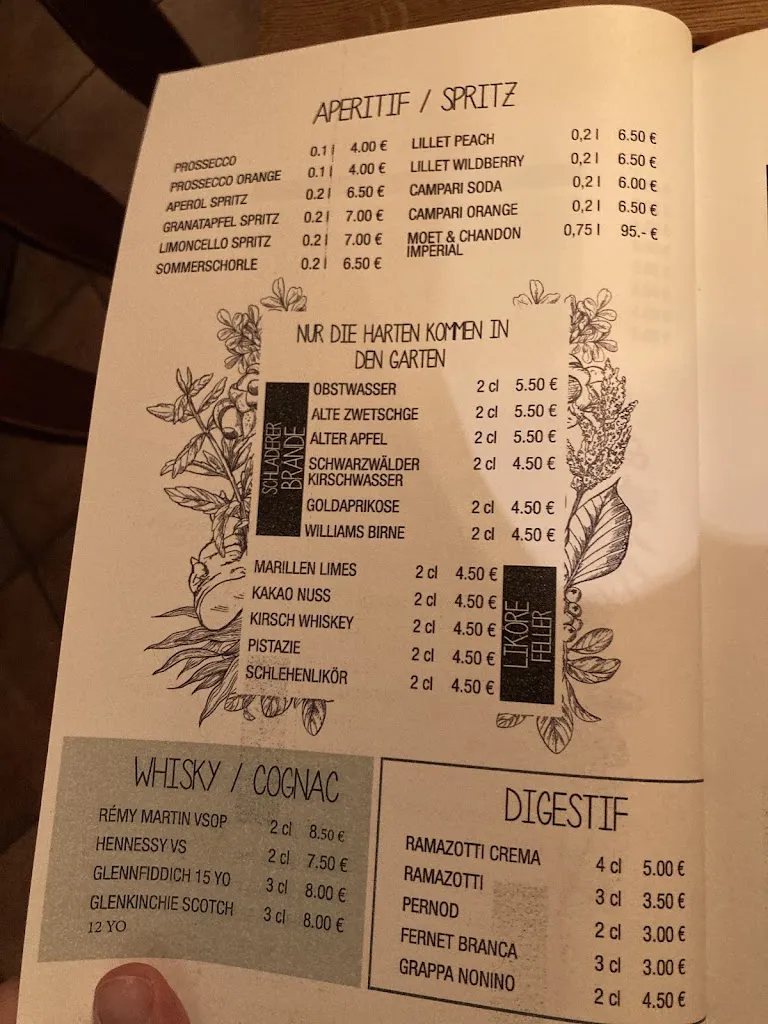 APERITIF / SPRITZ
PROSSECCO 0.1 l 4.00 €
PROSSECO ORANGE 0.1 l 4.00 €
APEROL SPRITZ 0.2 l 6.50 €
GRANATAPFEL SPRITZ 0.2 l 7.00 €
LIMONCELLO SPRITZ 0.2 l 7.00 €
SOMMERSCHORLE 0.2 l 6.50 €
LILLET PEACH 0,2 l 6.50 €
LILLET WILDBERRY 0,2 l 6.50 €
CAMPARI SODA 0,2 l 6.00 €
CAMPARI ORANGE 0,2 l 6.50 €
MOET & CHANDON 0,75 l 95.- €
IMPERIAL
NUR DIE HARTEN KOMMEN IN
DEN GARTEN
SCHLADERER
BRÄNDE
OBSTWASSER 2 cl 5.50 €
ALTE ZWETSCHGE 2 cl 5.50 €
ALTER APFEL 2 cl 5.50 €
SCHWARZWÄLDER 2 cl 4.50 €
KIRSCHWASSER
GOLDAPRIKOSE 2 cl 4.50 €
WILLIAMS BIRNE 2 cl 4.50 €
MARILLEN LIMES 2 cl 4.50 €
KAKAO NUSS 2 cl 4.50 €
KIRSCH WHISKEY 2 cl 4.50 €
PISTAZIE 2 cl 4.50 €
SCHLEHENLIKÖR 2 cl 4.50 €
LIKÖRE
FELLER
WHISKY / COGNAC
RÉMY MARTIN VSOP 2 cl 8.50 €
HENNESSY VS 2 cl 7.50 €
GLENNFIDDICH 15 YO 3 cl 8.00 €
GLENKINCHIE SCOTCH 3 cl 8.00 €
12 YO
DIGESTIF
RAMAZOTTI CREMA 4 cl 5.00 €
RAMAZOTTI 3 cl 3.50 €
PERNOD 2 cl 3.00 €
FERNET BRANCA 3 cl 3.00 €
GRAPPA NONINO 2 cl 4.50 €